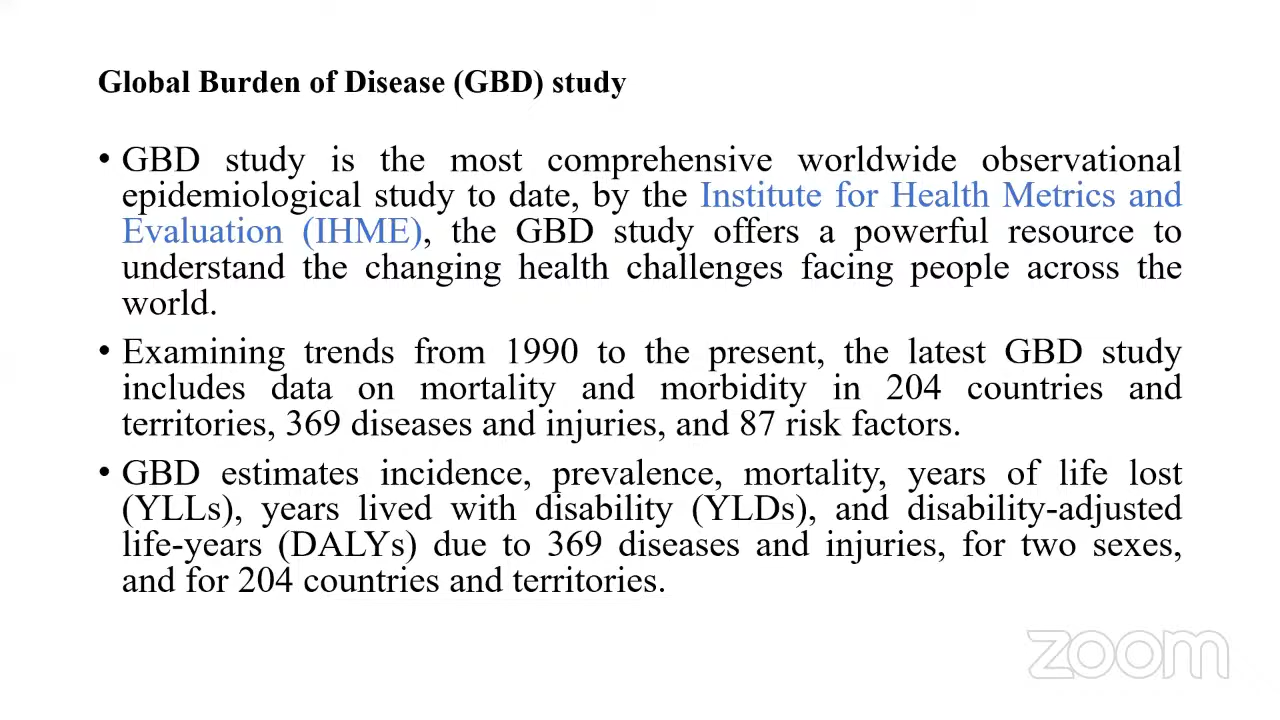 Global Burden of Disease (GBD) study
• GBD study is the most comprehensive worldwide observational
epidemiological study to date, by the Institute for Health Metrics and
Evaluation (IHME), the GBD study offers a powerful resource to
understand the changing health challenges facing people across the
world.
• Examining trends from 1990 to the present, the latest GBD study
includes data on mortality and morbidity in 204 countries and
territories, 369 diseases and injuries, and 87 risk factors.
• GBD estimates incidence, prevalence, mortality, years of life lost
(YLLs), years lived with disability (YLDs), and disability-adjusted
life-years (DALYs) due to 369 diseases and injuries, for two sexes,
and for 204 countries and territories.
zoom